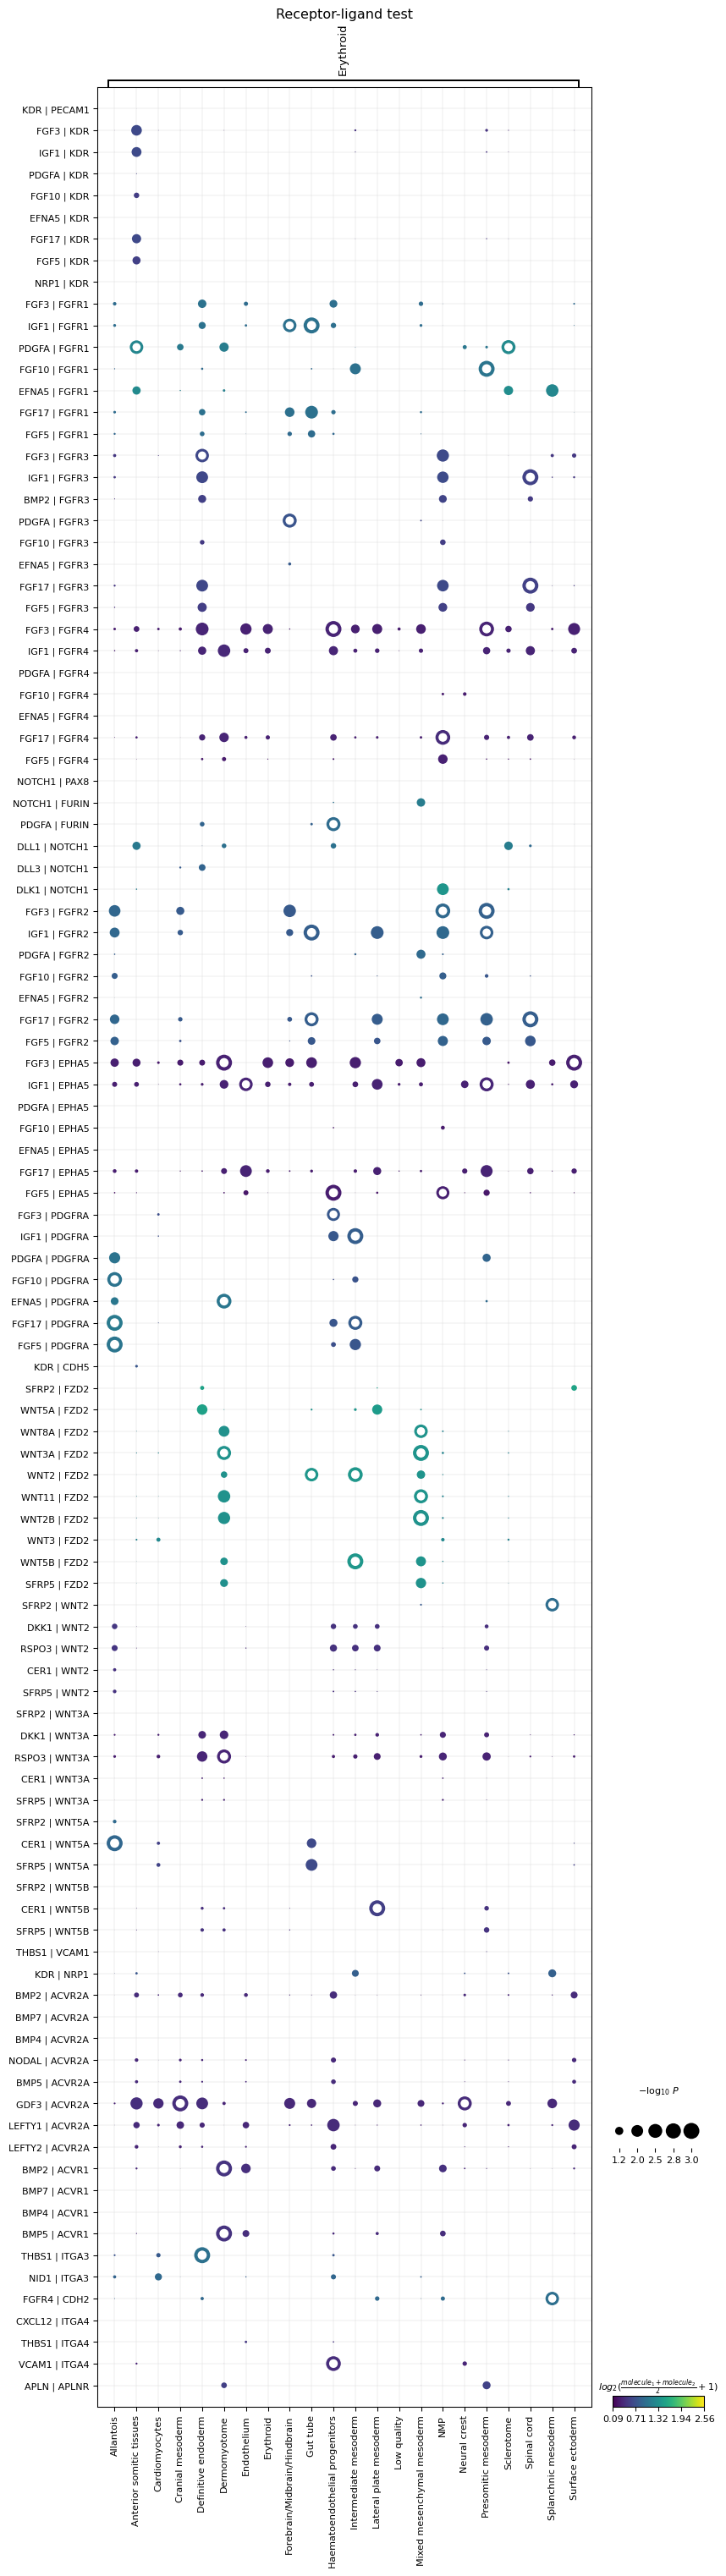 Receptor-ligand test
Erythroid
KDR | PECAM1
FGF3 | KDR
IGF1 | KDR
PDGFA | KDR
FGF10 | KDR
EFNA5 | KDR
FGF17 | KDR
FGF5 | KDR
NRP1 | KDR
FGF3 | FGFR1
IGF1 | FGFR1
PDGFA | FGFR1
FGF10 | FGFR1
EFNA5 | FGFR1
FGF17 | FGFR1
FGF5 | FGFR1
FGF3 | FGFR3
IGF1 | FGFR3
BMP2 | FGFR3
PDGFA | FGFR3
FGF10 | FGFR3
EFNA5 | FGFR3
FGF17 | FGFR3
FGF5 | FGFR3
FGF3 | FGFR4
IGF1 | FGFR4
PDGFA | FGFR4
FGF10 | FGFR4
EFNA5 | FGFR4
FGF17 | FGFR4
FGF5 | FGFR4
NOTCH1 | PAX8
NOTCH1 | FURIN
PDGFA | FURIN
DLL1 | NOTCH1
DLL3 | NOTCH1
DLK1 | NOTCH1
FGF3 | FGFR2
IGF1 | FGFR2
PDGFA | FGFR2
FGF10 | FGFR2
EFNA5 | FGFR2
FGF17 | FGFR2
FGF5 | FGFR2
FGF3 | EPHA5
IGF1 | EPHA5
PDGFA | EPHA5
FGF10 | EPHA5
EFNA5 | EPHA5
FGF17 | EPHA5
FGF5 | EPHA5
FGF3 | PDGFRA
IGF1 | PDGFRA
PDGFA | PDGFRA
FGF10 | PDGFRA
EFNA5 | PDGFRA
FGF17 | PDGFRA
FGF5 | PDGFRA
KDR | CDH5
SFRP2 | FZD2
WNT5A | FZD2
WNT8A | FZD2
WNT3A | FZD2
WNT2 | FZD2
WNT11 | FZD2
WNT2B | FZD2
WNT3 | FZD2
WNT5B | FZD2
SFRP5 | FZD2
SFRP2 | WNT2
DKK1 | WNT2
RSPO3 | WNT2
CER1 | WNT2
SFRP5 | WNT2
SFRP2 | WNT3A
DKK1 | WNT3A
RSPO3 | WNT3A
CER1 | WNT3A
SFRP5 | WNT3A
SFRP2 | WNT5A
CER1 | WNT5A
SFRP5 | WNT5A
SFRP2 | WNT5B
CER1 | WNT5B
SFRP5 | WNT5B
THBS1 | VCAM1
KDR | NRP1
BMP2 | ACVR2A
BMP7 | ACVR2A
BMP4 | ACVR2A
NODAL | ACVR2A
BMP5 | ACVR2A
GDF3 | ACVR2A
LEFTY1 | ACVR2A
LEFTY2 | ACVR2A
BMP2 | ACVR1
BMP7 | ACVR1
BMP4 | ACVR1
BMP5 | ACVR1
THBS1 | ITGA3
NID1 | ITGA3
FGFR4 | CDH2
CXCL12 | ITGA4
THBS1 | ITGA4
VCAM1 | ITGA4
APLN | APLNR
Allantois
Anterior somitic tissues
Cardiomyocytes
Cranial mesoderm
Definitive endoderm
Dermomyotome
Endothelium
Erythroid
Forebrain/Midbrain/Hindbrain
Gut tube
Haematoendothelial progenitors
Intermediate mesoderm
Lateral plate mesoderm
Low quality
Mixed mesenchymal mesoderm
NMP
Neural crest
Presomitic mesoderm
Sclerotome
Spinal cord
Splanchnic mesoderm
Surface ectoderm
−log₁₀ P
1.2 2.0 2.5 2.8 3.0
log₂((molecule₁ + molecule₂)/2 + 1)
0.09 0.71 1.32 1.94 2.56